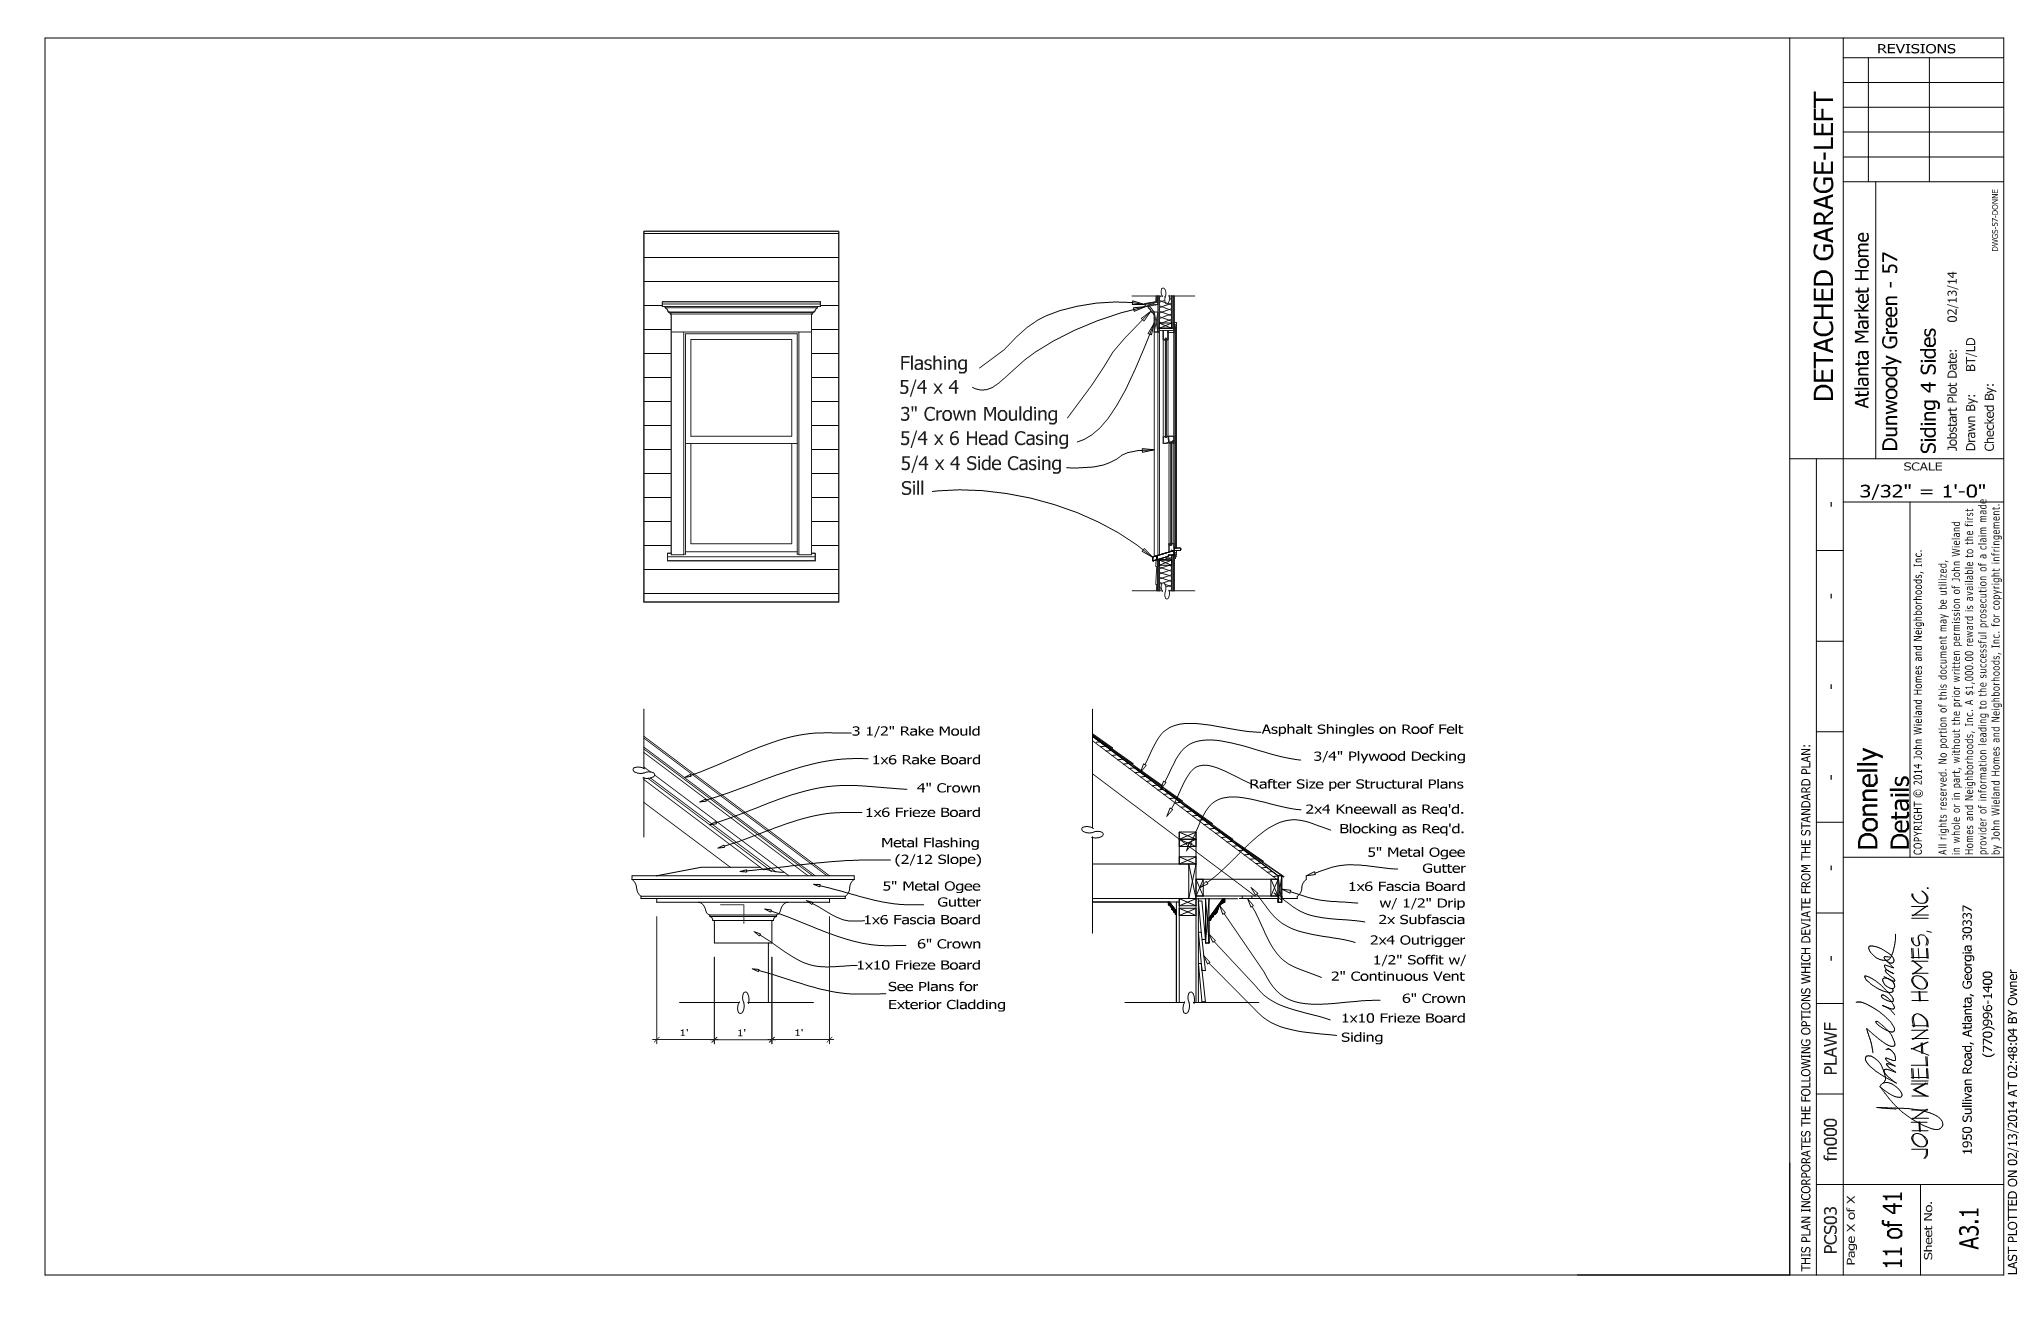 Flashing
5/4 x 4
3" Crown Moulding
5/4 x 6 Head Casing
5/4 x 4 Side Casing
Sill
3 1/2" Rake Mould
1x6 Rake Board
4" Crown
1x6 Frieze Board
Metal Flashing
(2/12 Slope)
5" Metal Ogee
Gutter
1x6 Fascia Board
6" Crown
1x10 Frieze Board
See Plans for
Exterior Cladding
1'
1'
1'
Asphalt Shingles on Roof Felt
3/4" Plywood Decking
Rafter Size per Structural Plans
2x4 Kneewall as Req'd.
Blocking as Req'd.
5" Metal Ogee
Gutter
1x6 Fascia Board
w/ 1/2" Drip
2x Subfascia
2x4 Outrigger
1/2" Soffit w/
2" Continuous Vent
6" Crown
1x10 Frieze Board
Siding
REVISIONS
DETACHED GARAGE-LEFT
Atlanta Market Home
Dunwoody Green - 57
Siding 4 Sides
Jobstart Plot Date: 02/13/14
Drawn By: BT/LD
Checked By:
DWGS-57-DONNE
SCALE
3/32" = 1'-0"
Donnelly
Details
COPYRIGHT © 2014 John Wieland Homes and Neighborhoods, Inc.
All rights reserved. No portion of this document may be utilized,
in whole or in part, without the prior written permission of John Wieland
Homes and Neighborhoods, Inc. A $1,000.00 reward is available to the first
provider of information leading to the successful prosecution of a claim made
by John Wieland Homes and Neighborhoods, Inc. for copyright infringement.
THIS PLAN INCORPORATES THE FOLLOWING OPTIONS WHICH DEVIATE FROM THE STANDARD PLAN:
PCS03
fn000
PLAWF
-
-
-
-
-
-
John Wieland
JOHN WIELAND HOMES, INC.
1950 Sullivan Road, Atlanta, Georgia 30337
(770)996-1400
Page X of X
11 of 41
Sheet No.
A3.1
LAST PLOTTED ON 02/13/2014 AT 02:48:04 BY Owner